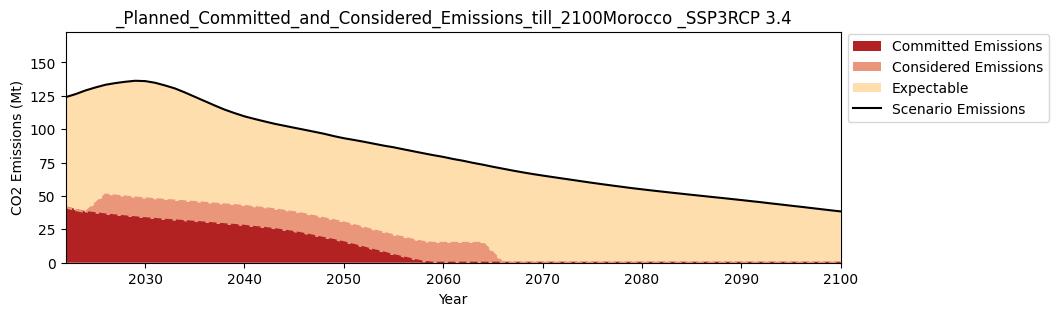 _Planned_Committed_and_Considered_Emissions_till_2100Morocco _SSP3RCP 3.4
CO2 Emissions (Mt)
150
125
100
75
50
25
0
2030 2040 2050 2060 2070 2080 2090 2100
Year
Committed Emissions
Considered Emissions
Expectable
Scenario Emissions